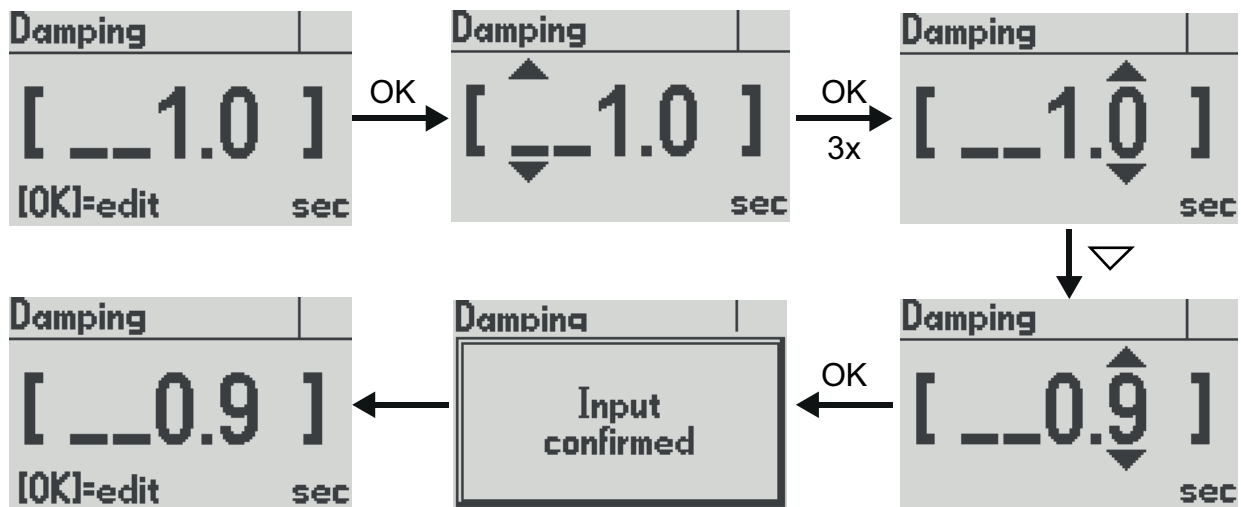 Damping
[ __1.0 ]
[OK]=edit sec
OK
Damping
[ __1.0 ]
sec
OK
3x
Damping
[ __1.0 ]
sec
Damping
[ __0.9 ]
sec
OK
Damping
Input
confirmed
Damping
[ __0.9 ]
[OK]=edit sec